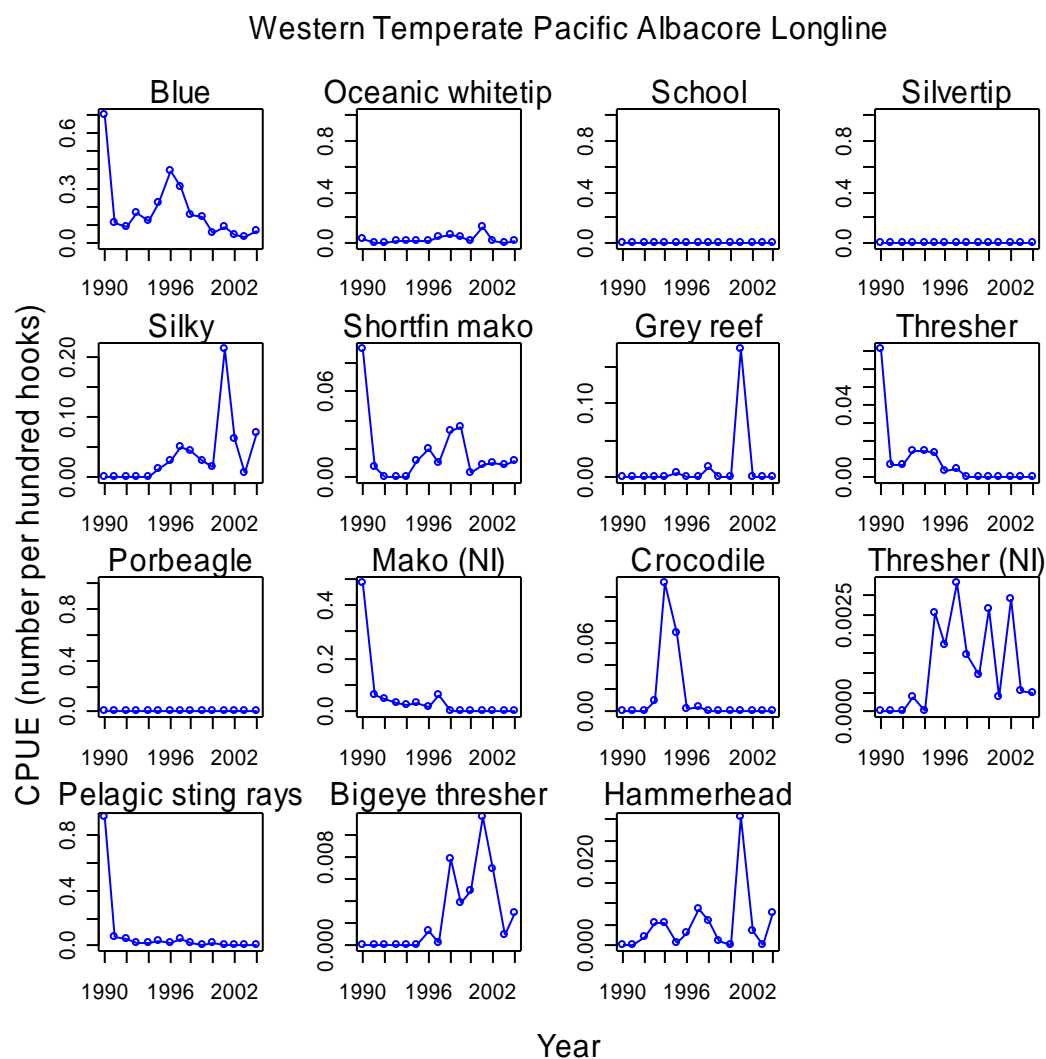 Western Temperate Pacific Albacore Longline
Blue
Oceanic whitetip
School
Silvertip
0.0 0.3 0.6
0.0 0.4 0.8
0.0 0.4 0.8
0.0 0.4 0.8
1990 1996 2002
1990 1996 2002
1990 1996 2002
1990 1996 2002
CPUE (number per hundred hooks)
Silky
Shortfin mako
Grey reef
Thresher
0.00 0.10 0.20
0.00 0.06
0.00 0.10
0.00 0.04
1990 1996 2002
1990 1996 2002
1990 1996 2002
1990 1996 2002
Porbeagle
Mako (NI)
Crocodile
Thresher (NI)
0.0 0.4 0.8
0.0 0.2 0.4
0.00 0.06
0.0000 0.0025
1990 1996 2002
1990 1996 2002
1990 1996 2002
1990 1996 2002
Pelagic sting rays
Bigeye thresher
Hammerhead
0.0 0.4 0.8
0.000 0.008
0.000 0.020
1990 1996 2002
1990 1996 2002
1990 1996 2002
Year